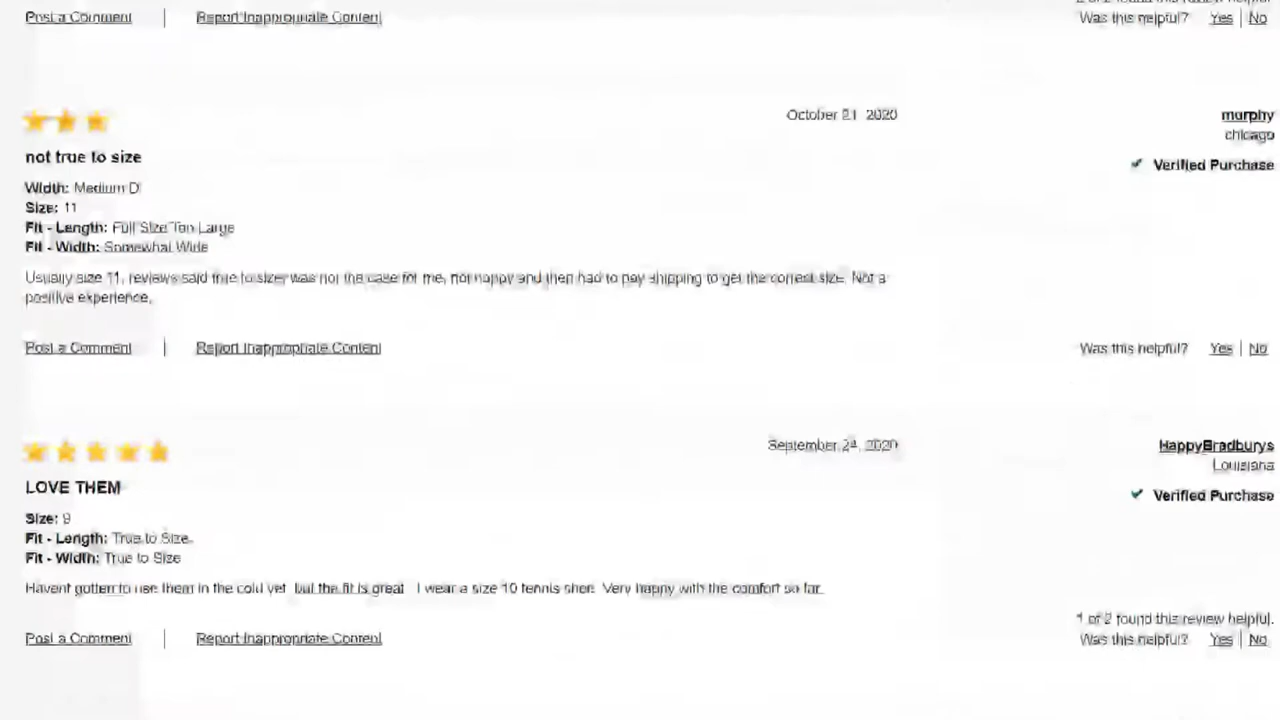 Post a Comment | Report Inappropriate Content
Was this helpful? Yes | No
October 21, 2020
murphy
chicago
not true to size
Verified Purchase
Width: Medium D
Size: 11
Fit - Length: Full Size Too Large
Fit - Width: Somewhat Wide
Usually size 11, reviews said true to size was not the case for me, not happy and then had to pay shipping to get the correct size. Not a
positive experience.
Post a Comment | Report Inappropriate Content
Was this helpful? Yes | No
September 24, 2020
HappyBradburys
Louisiana
LOVE THEM
Verified Purchase
Size: 9
Fit - Length: True to Size
Fit - Width: True to Size
Havent gotten to use them in the cold yet but the fit is great. I wear a size 10 tennis shoe. Very happy with the comfort so far.
1 of 2 found this review helpful.
Post a Comment | Report Inappropriate Content
Was this helpful? Yes | No